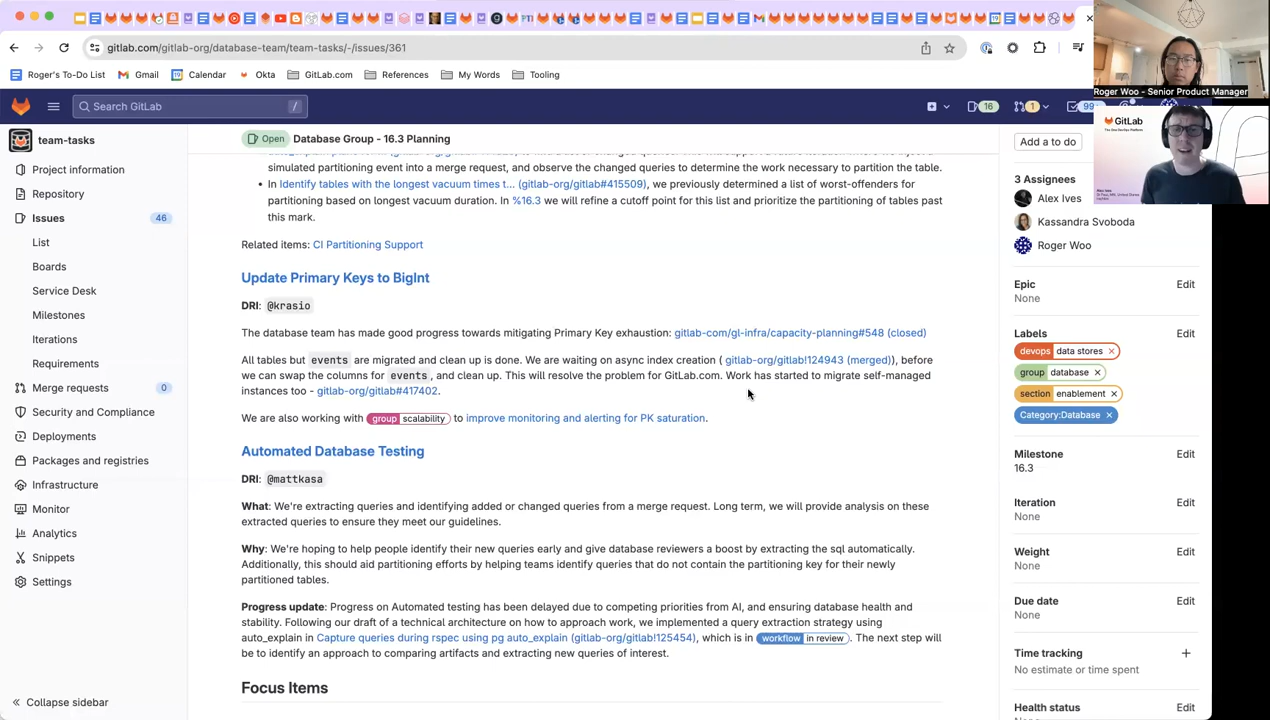 gitlab.com/gitlab-org/database-team/team-tasks/-/issues/361
Roger's To-Do List
Gmail
Calendar
Okta
GitLab.com
References
My Words
Tooling
Roger Woo - Senior Product Manager
Search GitLab
/
16
1
99+
GitLab
The One DevOps Platform
Alex Ives
team-tasks
Project information
Repository
Issues
46
List
Boards
Service Desk
Milestones
Iterations
Requirements
Merge requests
0
Security and Compliance
Deployments
Packages and registries
Infrastructure
Monitor
Analytics
Snippets
Settings
Collapse sidebar
Open
Database Group - 16.3 Planning
simulated partitioning event into a merge request, and observe the changed queries to determine the work necessary to partition the table.
In Identify tables with the longest vacuum times t... (gitlab-org/gitlab#415509), we previously determined a list of worst-offenders for
partitioning based on longest vacuum duration. In %16.3 we will refine a cutoff point for this list and prioritize the partitioning of tables past
this mark.
Related items: CI Partitioning Support
Update Primary Keys to BigInt
DRI: @krasio
The database team has made good progress towards mitigating Primary Key exhaustion: gitlab-com/gl-infra/capacity-planning#548 (closed)
All tables but events are migrated and clean up is done. We are waiting on async index creation ( gitlab-org/gitlab!124943 (merged)), before
we can swap the columns for events, and clean up. This will resolve the problem for GitLab.com. Work has started to migrate self-managed
instances too - gitlab-org/gitlab#417402.
We are also working with group scalability to improve monitoring and alerting for PK saturation.
Automated Database Testing
DRI: @mattkasa
What: We're extracting queries and identifying added or changed queries from a merge request. Long term, we will provide analysis on these
extracted queries to ensure they meet our guidelines.
Why: We're hoping to help people identify their new queries early and give database reviewers a boost by extracting the sql automatically.
Additionally, this should aid partitioning efforts by helping teams identify queries that do not contain the partitioning key for their newly
partitioned tables.
Progress update: Progress on Automated testing has been delayed due to competing priorities from AI, and ensuring database health and
stability. Following our draft of a technical architecture on how to approach work, we implemented a query extraction strategy using
auto_explain in Capture queries during rspec using pg auto_explain (gitlab-org/gitlab!125454), which is in workflow in review. The next step will
be to identify an approach to comparing artifacts and extracting new queries of interest.
Focus Items
Add a to do
3 Assignees
Alex Ives
Kassandra Svoboda
Roger Woo
Epic
Edit
None
Labels
Edit
devops data stores
group database
section enablement
Category:Database
Milestone
Edit
16.3
Iteration
Edit
None
Weight
Edit
None
Due date
Edit
None
Time tracking
+
No estimate or time spent
Health status
Edit